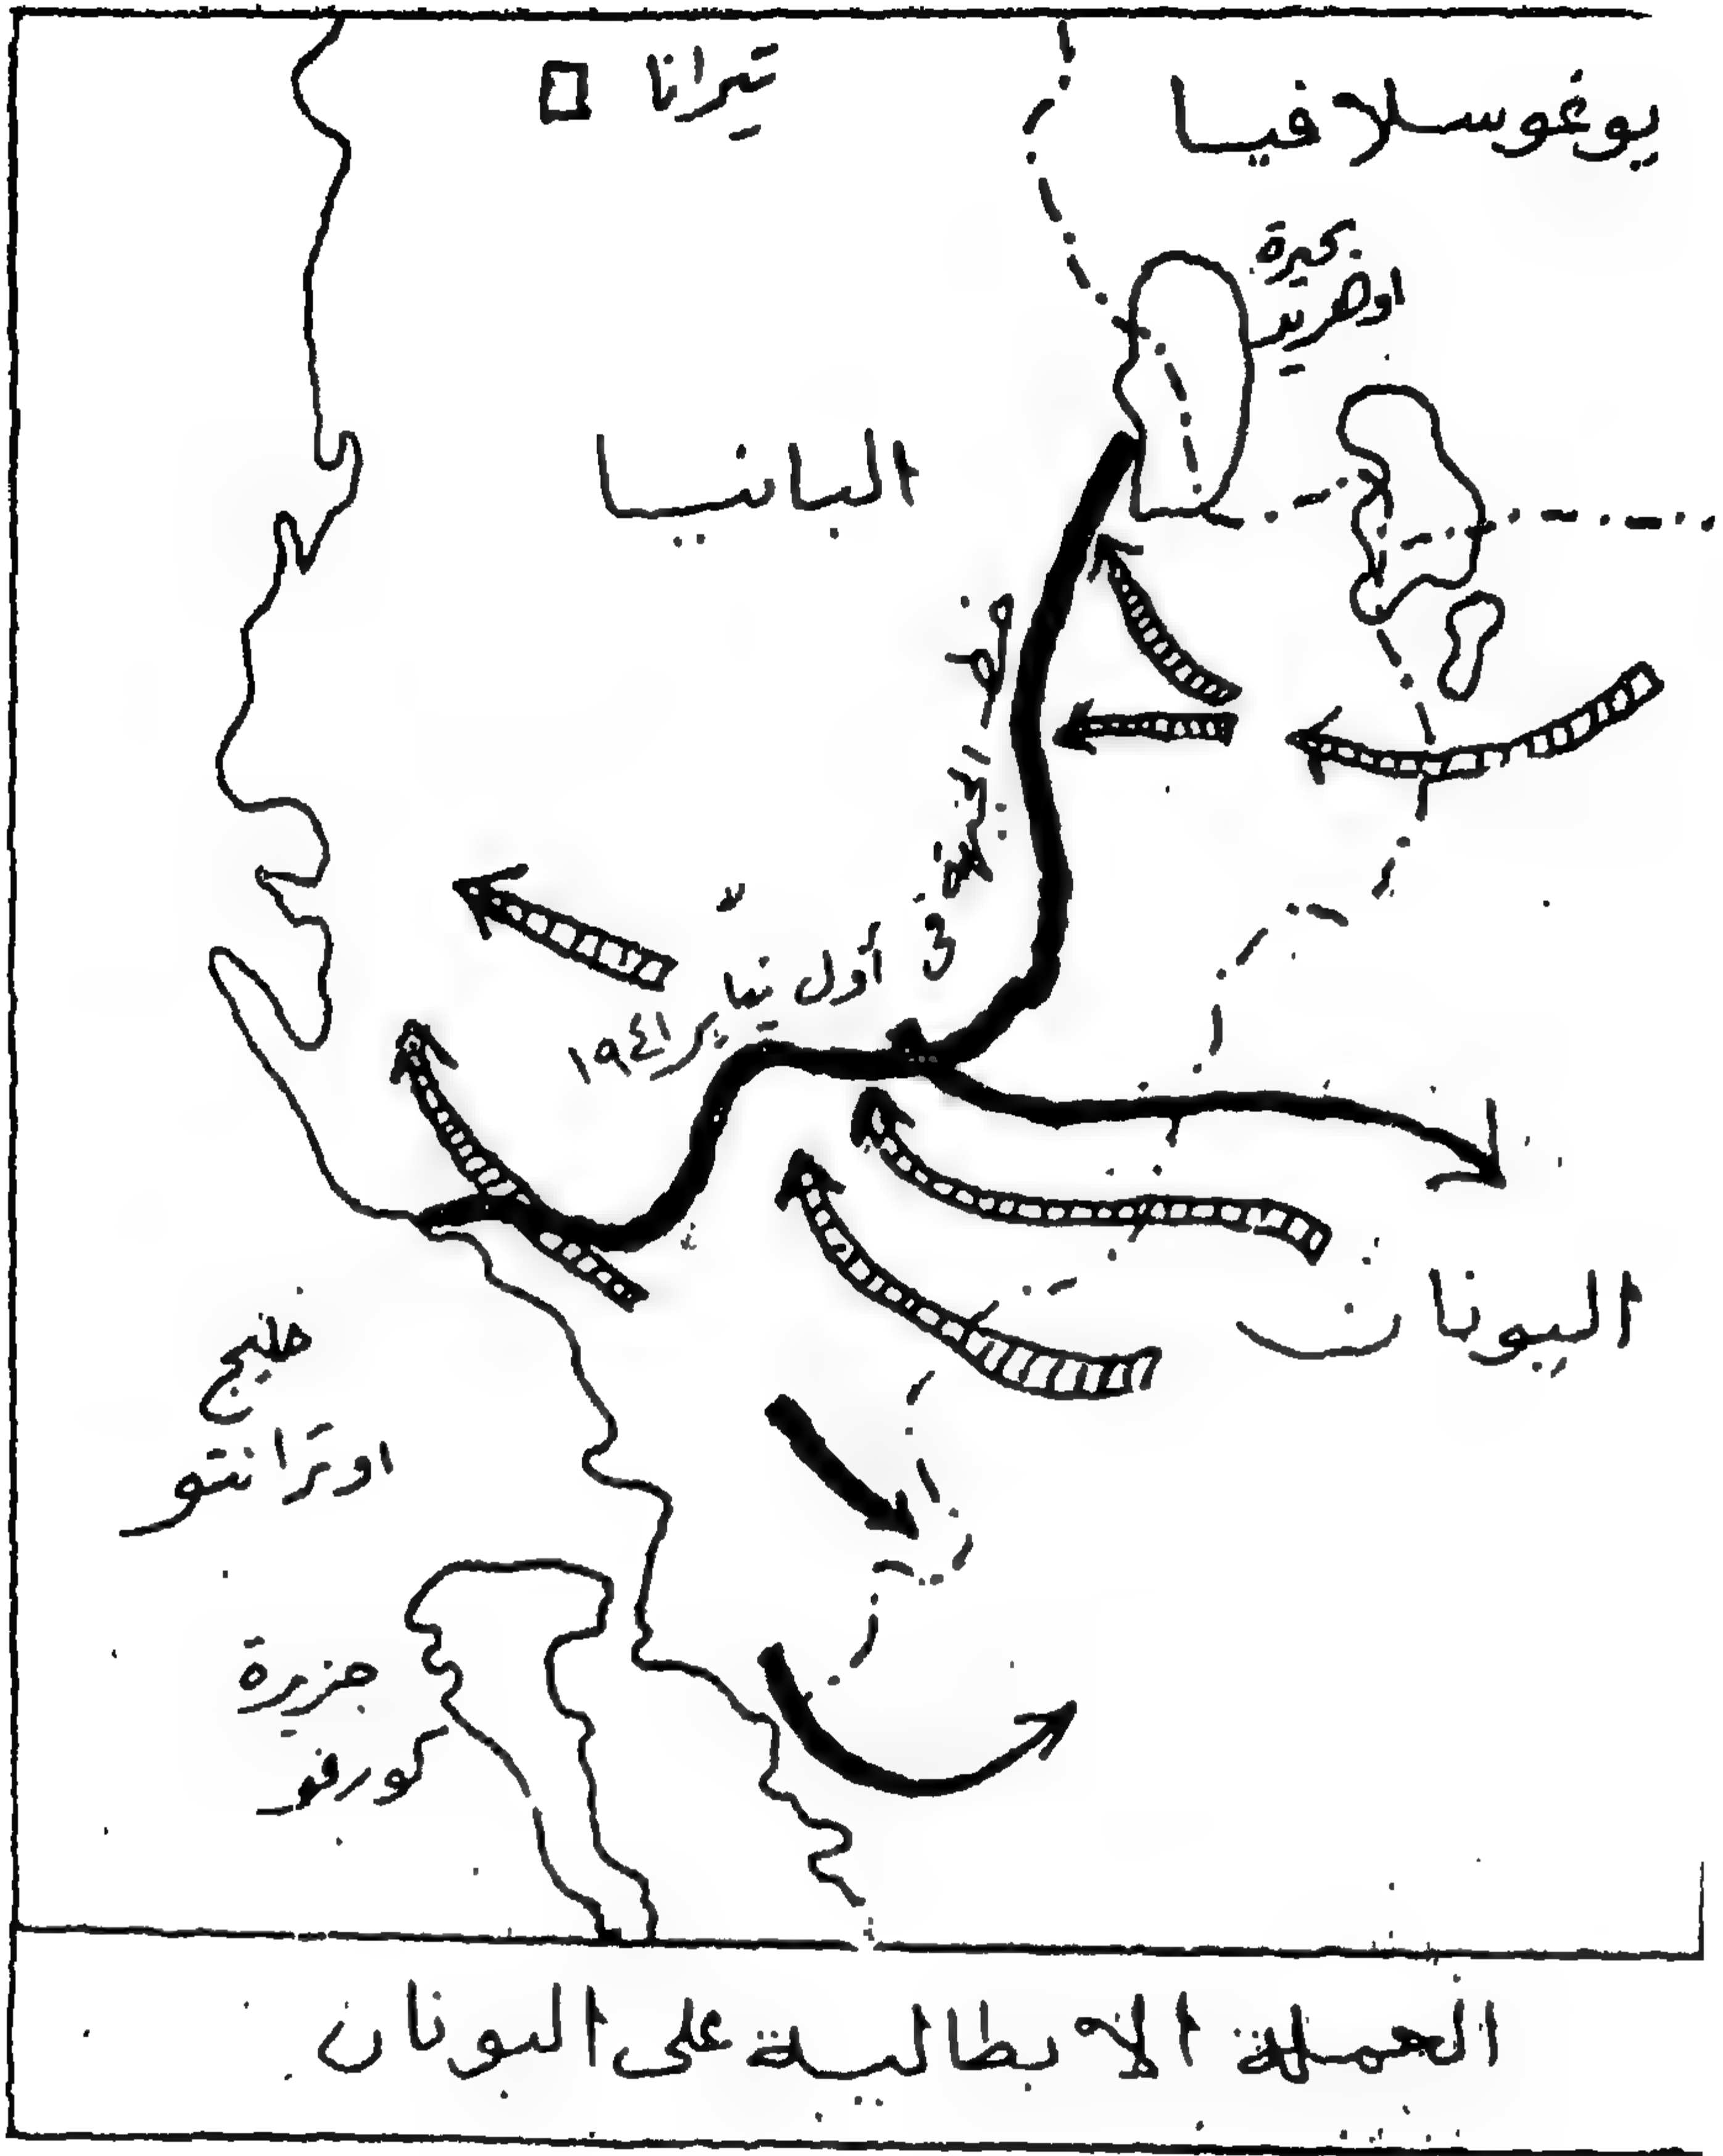 تيرانا
يوغوسلافيا
بحيرة
اوخريد
البانيا
خط الجبهة
في أول يناير ١٩٤١
اليونان
خليج
اوترانتو
جزيرة
كورفو
الحملة الايطالية على اليونان